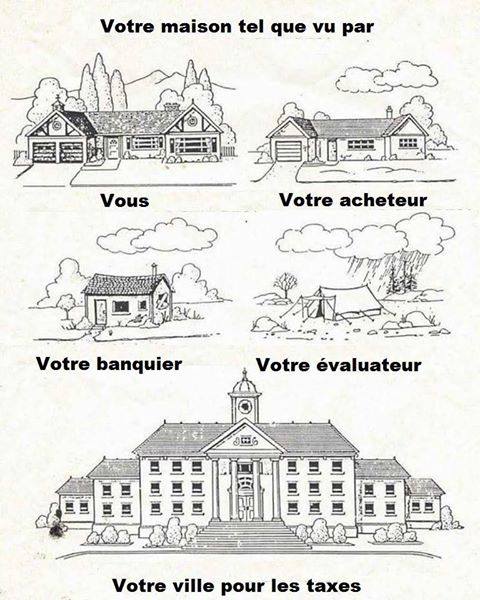 Votre maison tel que vu par
Vous
Votre acheteur
Votre banquier
Votre évaluateur
Votre ville pour les taxes